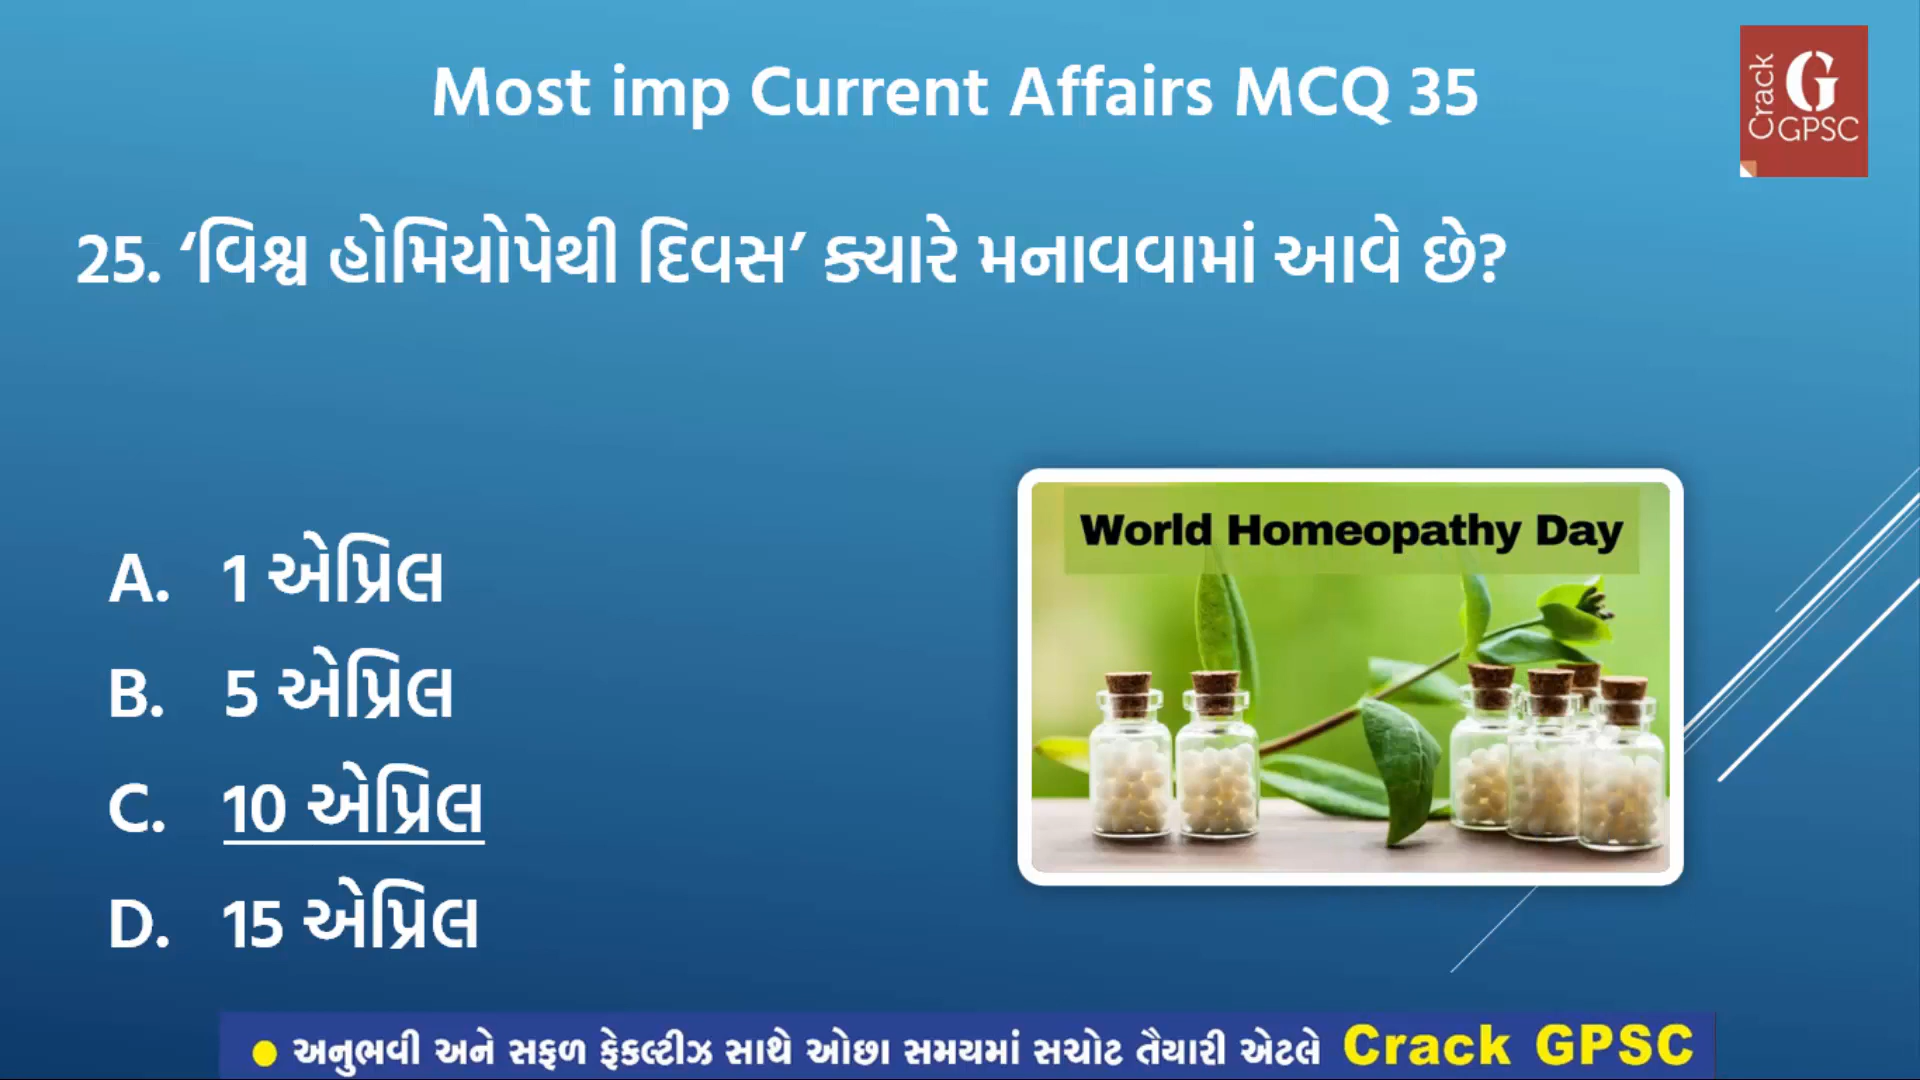 Most imp Current Affairs MCQ 35
Crack
G
GPSC
25. ‘વિશ્વ હોમિયોપેથી દિવસ’ ક્યારે મનાવવામાં આવે છે?
World Homeopathy Day
A. 1 એપ્રિલ
B. 5 એપ્રિલ
C. 10 એપ્રિલ
D. 15 એપ્રિલ
● અનુભવી અને સફળ ફેકલ્ટીઝ સાથે ઓછા સમયમાં સચોટ તૈયારી એટલે Crack GPSC